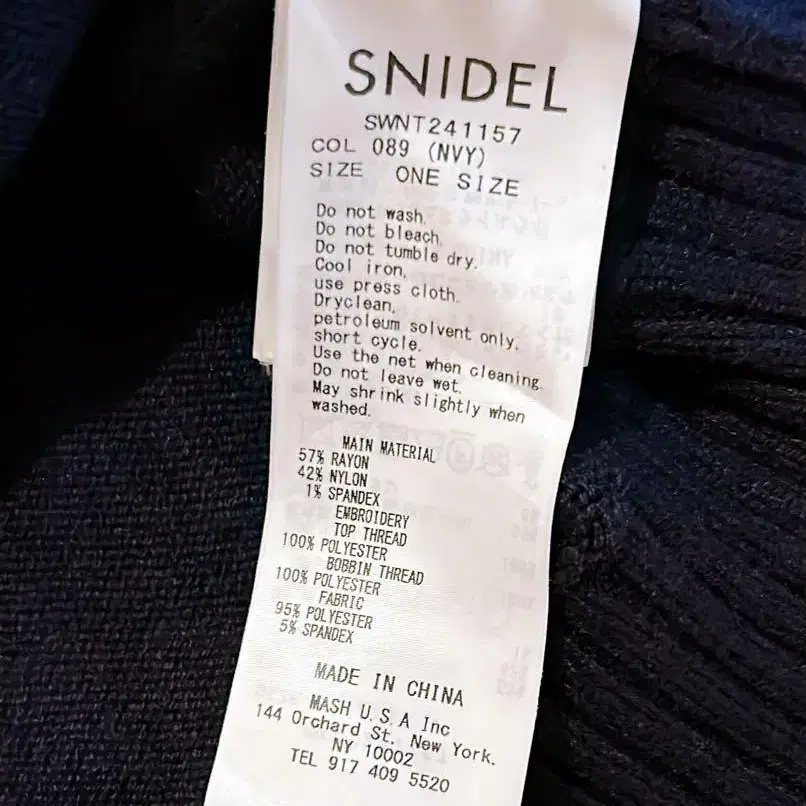 SNIDEL
SWNT241157
COL 089 (NVY)
SIZE ONE SIZE
Do not wash.
Do not bleach.
Do not tumble dry.
Cool iron.
use press cloth.
Dryclean.
petroleum solvent only.
short cycle.
Use the net when cleaning.
Do not leave wet.
May shrink slightly when
washed.
MAIN MATERIAL
57% RAYON
42% NYLON
1% SPANDEX
EMBROIDERY
TOP THREAD
100% POLYESTER
BOBBIN THREAD
100% POLYESTER
FABRIC
95% POLYESTER
5% SPANDEX
MADE IN CHINA
MASH U.S.A Inc
144 Orchard St. New York.
NY 10002
TEL 917 409 5520